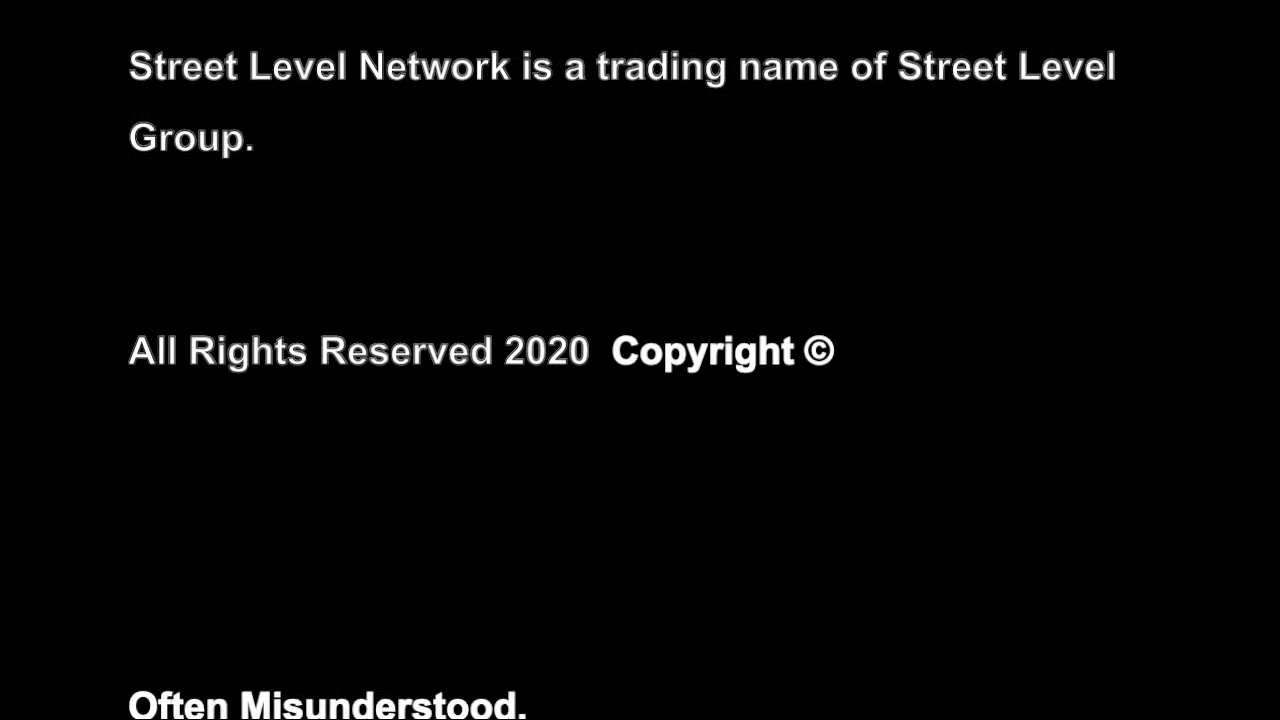 Street Level Network is a trading name of Street Level
Group.
All Rights Reserved 2020  Copyright ©
Often Misunderstood.